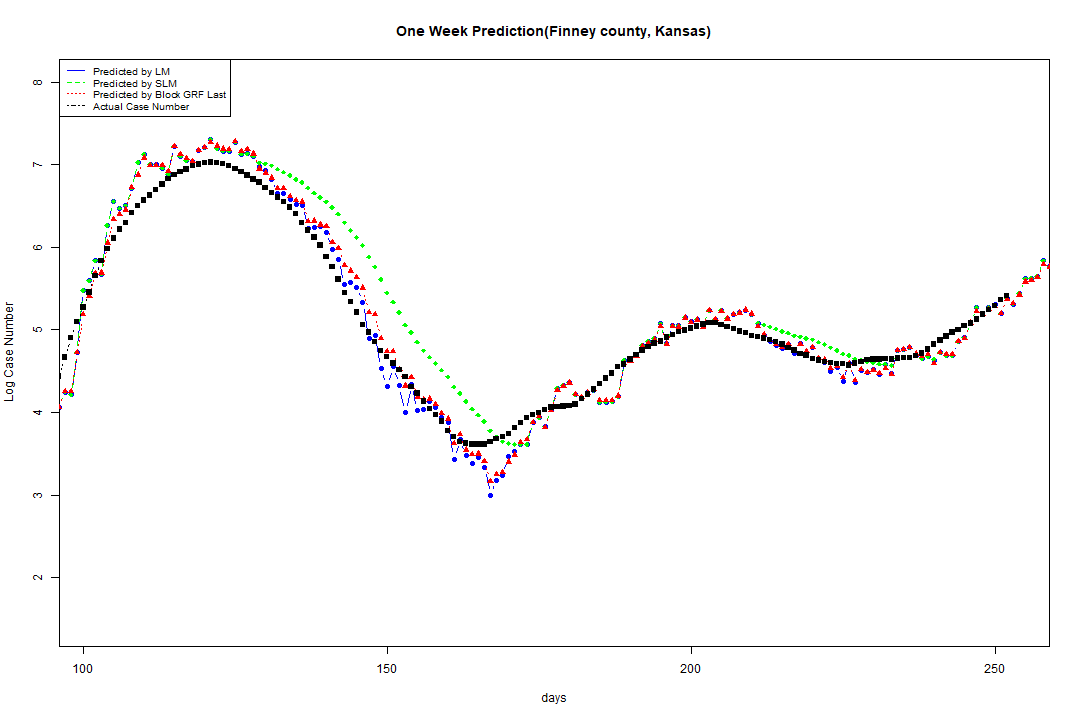 One Week Prediction(Finney county, Kansas)
Predicted by LM
Predicted by SLM
Predicted by Block GRF Last
Actual Case Number
8
7
6
5
4
3
2
Log Case Number
100 150 200 250
days